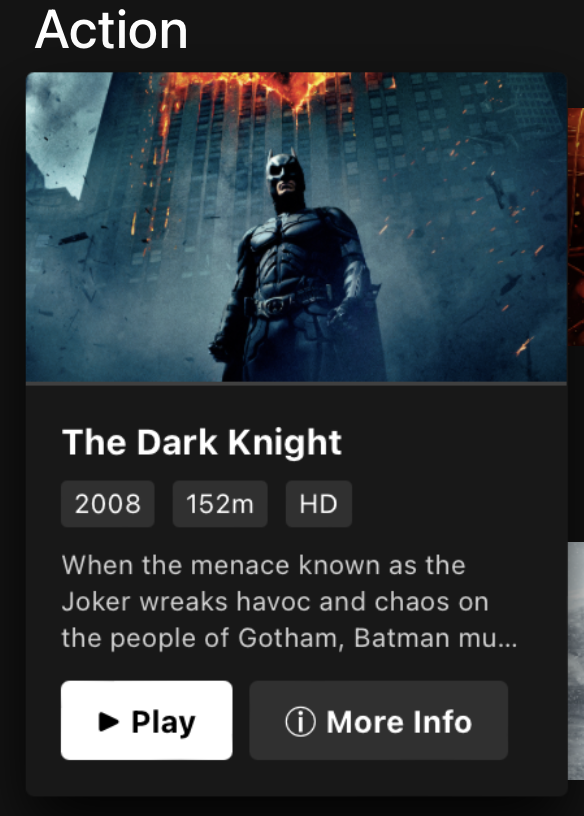 Action
The Dark Knight
2008 152m HD
When the menace known as the
Joker wreaks havoc and chaos on
the people of Gotham, Batman mu...
▶ Play ⓘ More Info